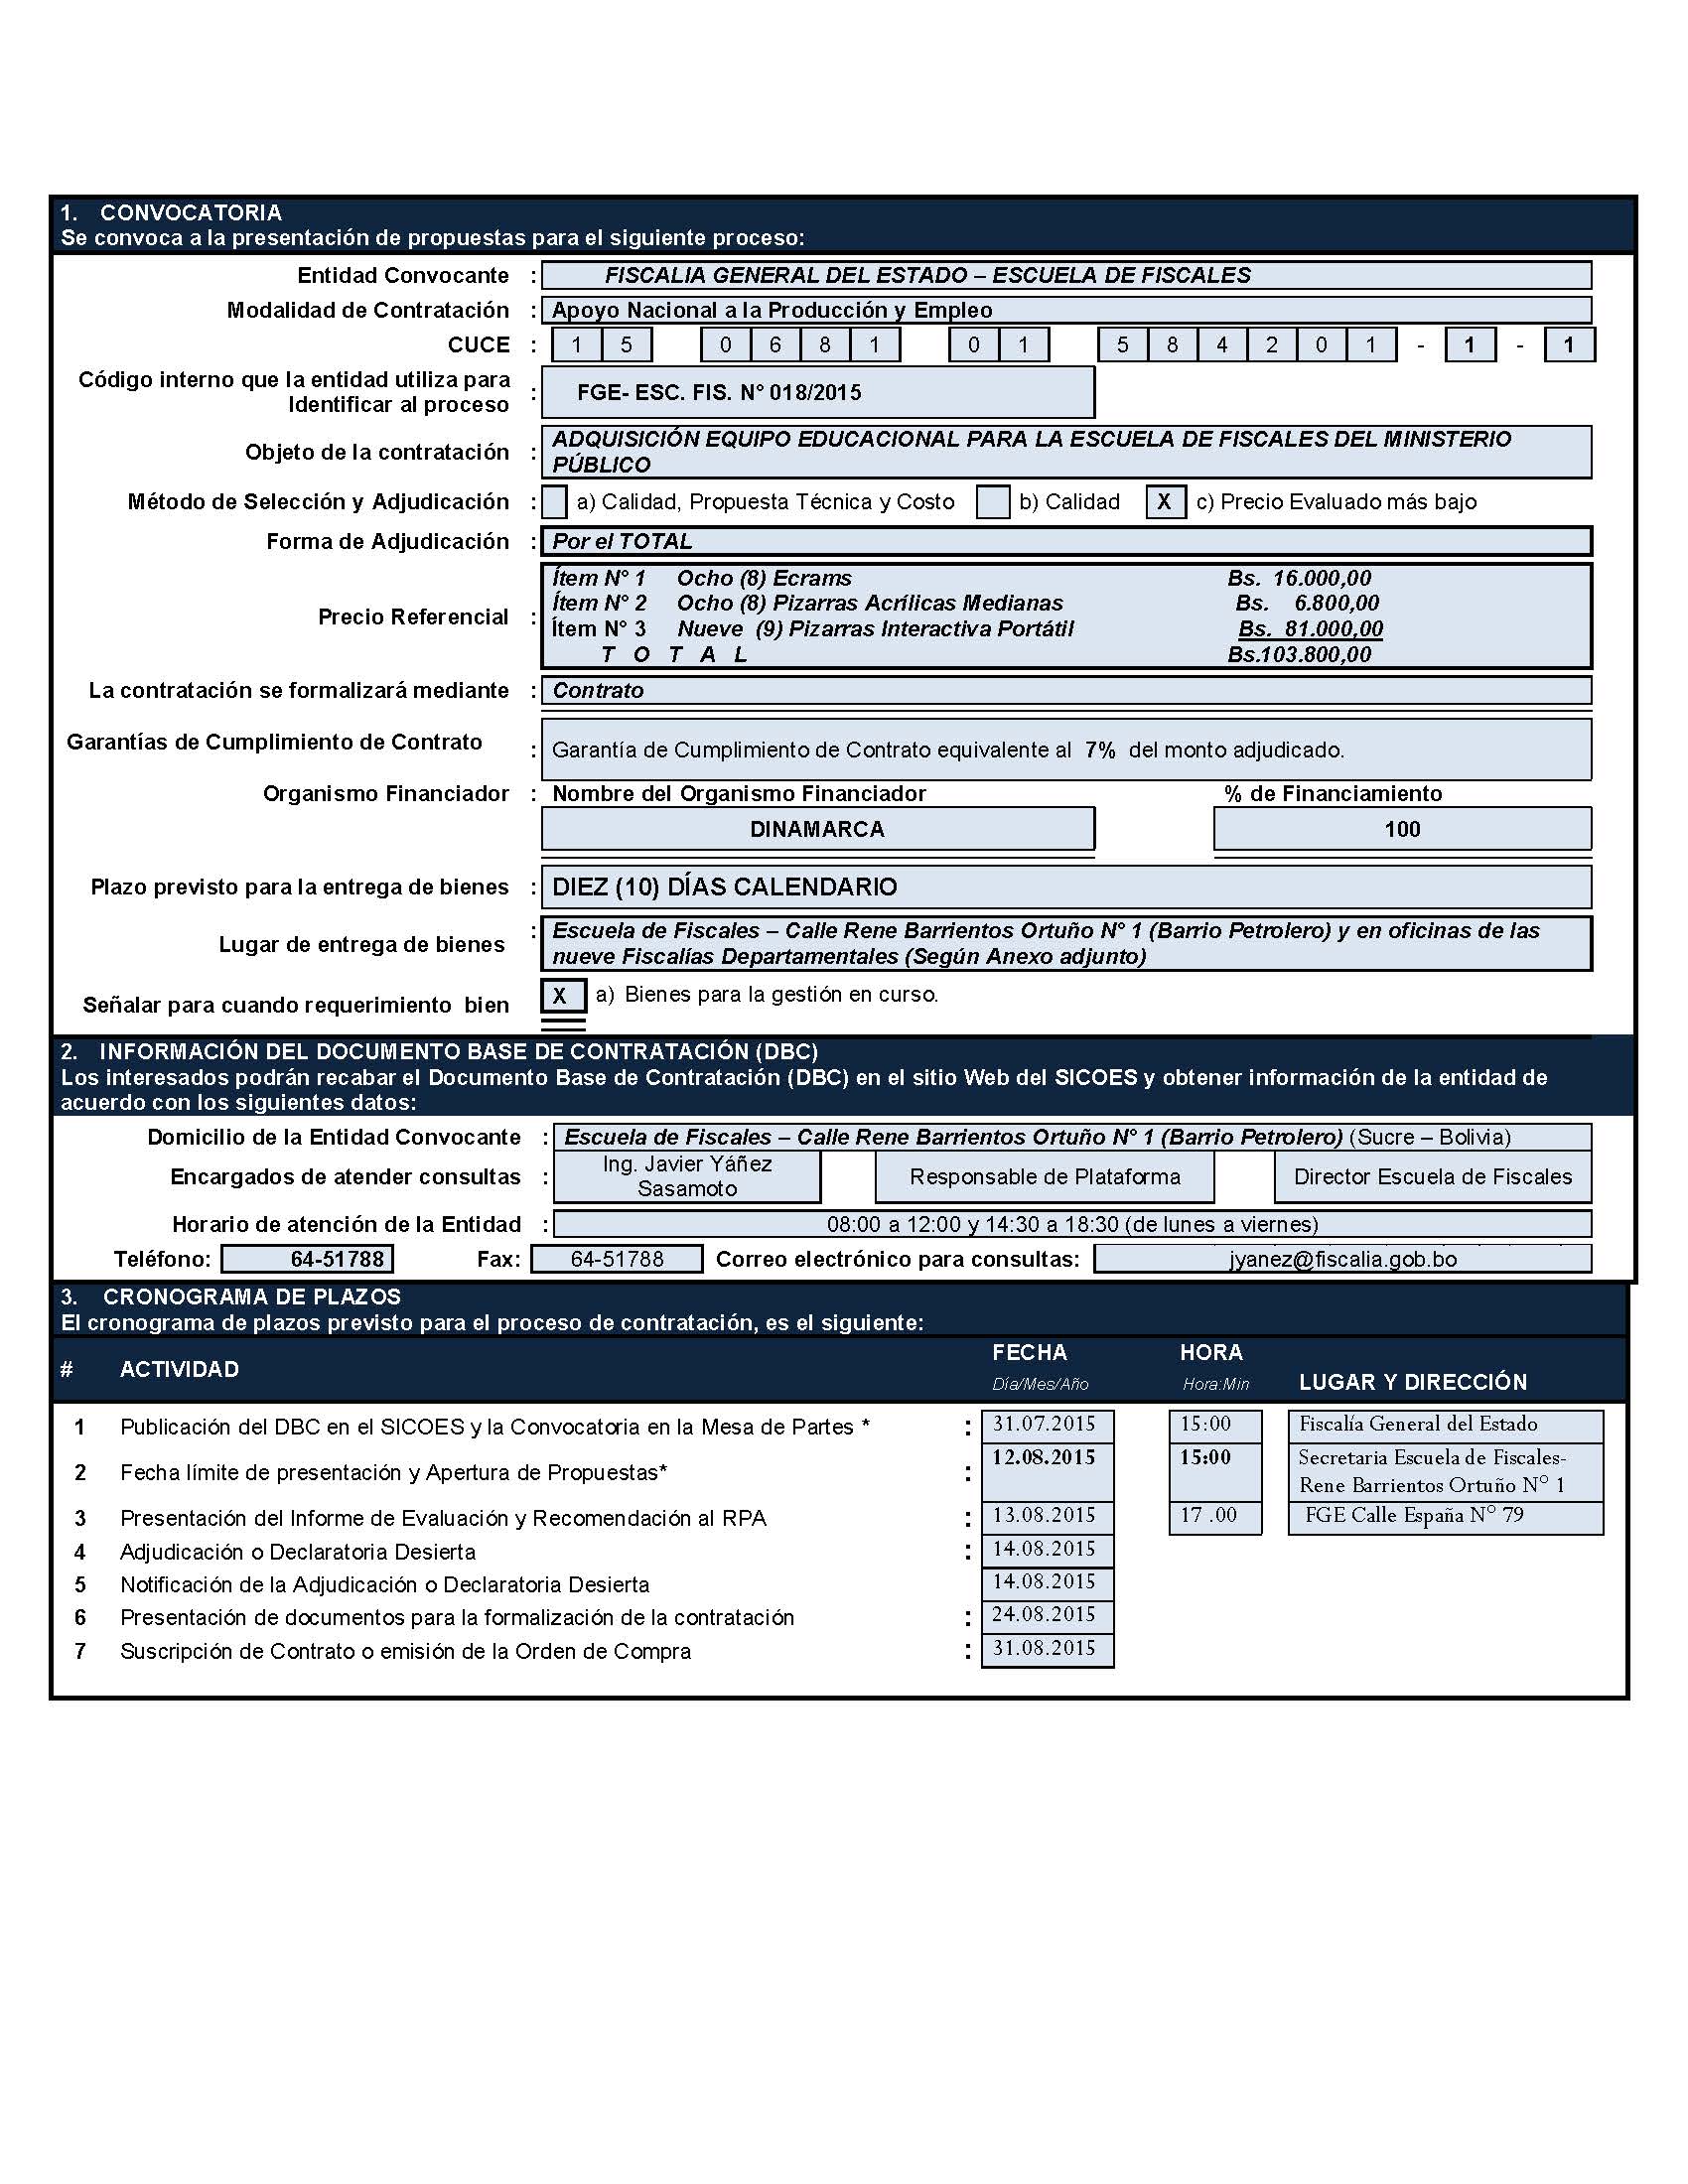 1. CONVOCATORIA
Se convoca a la presentación de propuestas para el siguiente proceso:
Entidad Convocante : FISCALIA GENERAL DEL ESTADO – ESCUELA DE FISCALES
Modalidad de Contratación : Apoyo Nacional a la Producción y Empleo
CUCE : 1 5 0 6 8 1 0 1 5 8 4 2 0 1 - 1 - 1
Código interno que la entidad utiliza para
Identificar al proceso : FGE- ESC. FIS. N° 018/2015
Objeto de la contratación : ADQUISICIÓN EQUIPO EDUCACIONAL PARA LA ESCUELA DE FISCALES DEL MINISTERIO
PÚBLICO
Método de Selección y Adjudicación : a) Calidad, Propuesta Técnica y Costo b) Calidad X c) Precio Evaluado más bajo
Forma de Adjudicación : Por el TOTAL
Precio Referencial :
Ítem N° 1 Ocho (8) Ecrams Bs. 16.000,00
Ítem N° 2 Ocho (8) Pizarras Acrílicas Medianas Bs. 6.800,00
Ítem N° 3 Nueve (9) Pizarras Interactiva Portátil Bs. 81.000,00
T O T A L Bs.103.800,00
La contratación se formalizará mediante : Contrato
Garantías de Cumplimiento de Contrato : Garantía de Cumplimiento de Contrato equivalente al 7% del monto adjudicado.
Organismo Financiador : Nombre del Organismo Financiador % de Financiamiento
DINAMARCA 100
Plazo previsto para la entrega de bienes : DIEZ (10) DÍAS CALENDARIO
Lugar de entrega de bienes : Escuela de Fiscales – Calle Rene Barrientos Ortuño N° 1 (Barrio Petrolero) y en oficinas de las
nueve Fiscalías Departamentales (Según Anexo adjunto)
Señalar para cuando requerimiento bien X a) Bienes para la gestión en curso.
2. INFORMACIÓN DEL DOCUMENTO BASE DE CONTRATACIÓN (DBC)
Los interesados podrán recabar el Documento Base de Contratación (DBC) en el sitio Web del SICOES y obtener información de la entidad de
acuerdo con los siguientes datos:
Domicilio de la Entidad Convocante : Escuela de Fiscales – Calle Rene Barrientos Ortuño N° 1 (Barrio Petrolero) (Sucre – Bolivia)
Encargados de atender consultas : Ing. Javier Yáñez
Sasamoto Responsable de Plataforma Director Escuela de Fiscales
Horario de atención de la Entidad : 08:00 a 12:00 y 14:30 a 18:30 (de lunes a viernes)
Teléfono: 64-51788 Fax: 64-51788 Correo electrónico para consultas: jyanez@fiscalia.gob.bo
3. CRONOGRAMA DE PLAZOS
El cronograma de plazos previsto para el proceso de contratación, es el siguiente:
# ACTIVIDAD FECHA HORA
Día/Mes/Año Hora:Min LUGAR Y DIRECCIÓN
1 Publicación del DBC en el SICOES y la Convocatoria en la Mesa de Partes * : 31.07.2015 15:00 Fiscalía General del Estado
2 Fecha límite de presentación y Apertura de Propuestas* : 12.08.2015 15:00 Secretaria Escuela de Fiscales-
Rene Barrientos Ortuño N° 1
3 Presentación del Informe de Evaluación y Recomendación al RPA : 13.08.2015 17 .00 FGE Calle España N° 79
4 Adjudicación o Declaratoria Desierta : 14.08.2015
5 Notificación de la Adjudicación o Declaratoria Desierta 14.08.2015
6 Presentación de documentos para la formalización de la contratación : 24.08.2015
7 Suscripción de Contrato o emisión de la Orden de Compra : 31.08.2015